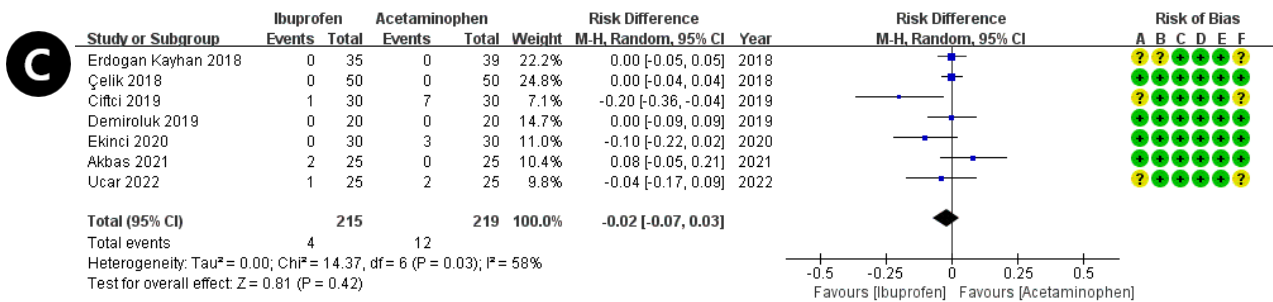 C
Ibuprofen Acetaminophen Risk Difference Risk Difference Risk of Bias
Study or Subgroup Events Total Events Total Weight M-H, Random, 95% CI Year M-H, Random, 95% CI A B C D E F
Erdogan Kayhan 2018 0 35 0 39 22.2% 0.00 [-0.05, 0.05] 2018 ? ? + + + ?
Çelik 2018 0 50 0 50 24.8% 0.00 [-0.04, 0.04] 2018 + + + + + +
Ciftci 2019 1 30 7 30 7.1% -0.20 [-0.36, -0.04] 2019 ? + + + + ?
Demiroluk 2019 0 20 0 20 14.7% 0.00 [-0.09, 0.09] 2019 + + + + + +
Ekinci 2020 0 30 3 30 11.0% -0.10 [-0.22, 0.02] 2020 + + + + + +
Akbas 2021 2 25 0 25 10.4% 0.08 [-0.05, 0.21] 2021 + + + + + +
Ucar 2022 1 25 2 25 9.8% -0.04 [-0.17, 0.09] 2022 ? + + + + ?
Total (95% CI) 215 219 100.0% -0.02 [-0.07, 0.03]
Total events 4 12
Heterogeneity: Tau² = 0.00; Chi² = 14.37, df = 6 (P = 0.03); I² = 58%
Test for overall effect: Z = 0.81 (P = 0.42)
-0.5 -0.25 0 0.25 0.5
Favours [Ibuprofen] Favours [Acetaminophen]